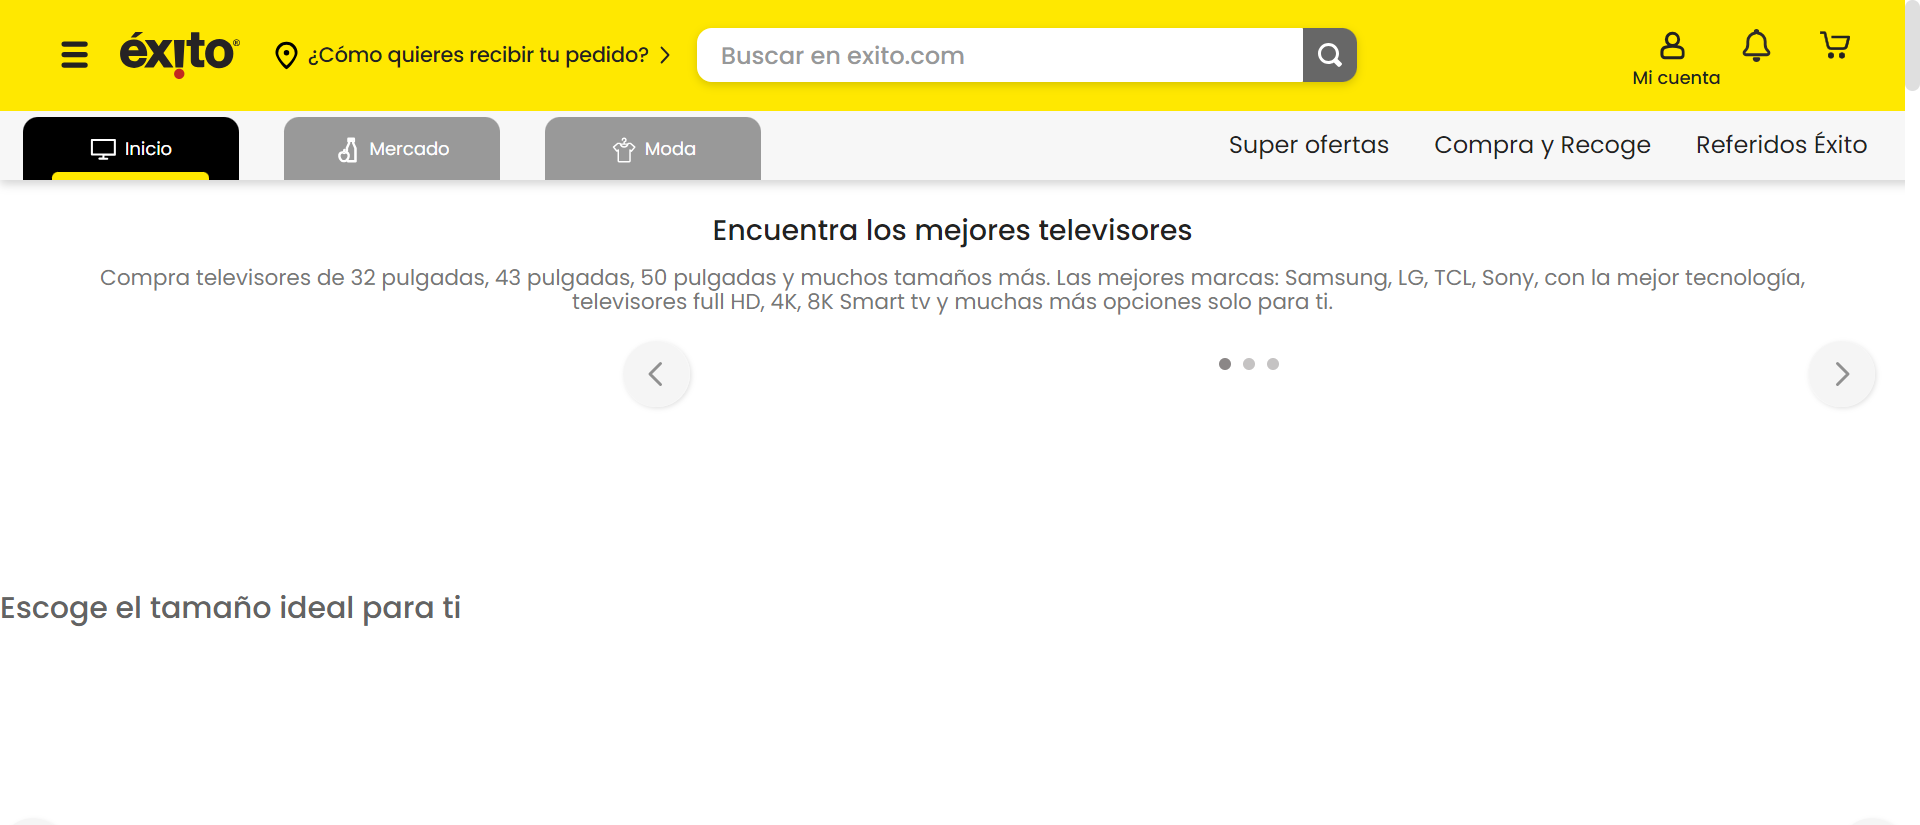 éxito®
¿Cómo quieres recibir tu pedido?
Buscar en exito.com
Mi cuenta
Inicio
Mercado
Moda
Super ofertas
Compra y Recoge
Referidos Éxito
Encuentra los mejores televisores
Compra televisores de 32 pulgadas, 43 pulgadas, 50 pulgadas y muchos tamaños más. Las mejores marcas: Samsung, LG, TCL, Sony, con la mejor tecnología,
televisores full HD, 4K, 8K Smart tv y muchas más opciones solo para ti.
Escoge el tamaño ideal para ti